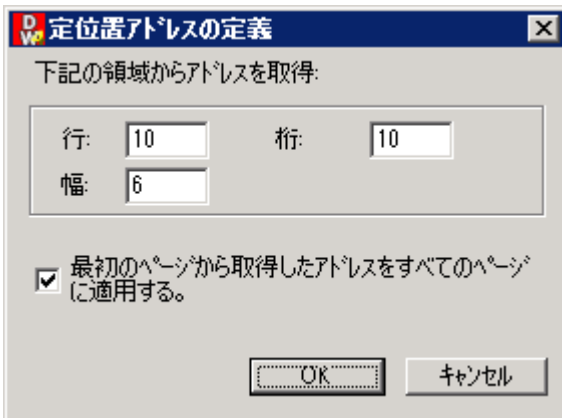 定位置ｱﾄﾞﾚｽの定義
下記の領域からｱﾄﾞﾚｽを取得:
行: 10 桁: 10
幅: 6
最初のﾍﾟｰｼﾞから取得したｱﾄﾞﾚｽをすべてのﾍﾟｰｼﾞ
に適用する。
OK ｷｬﾝｾﾙ